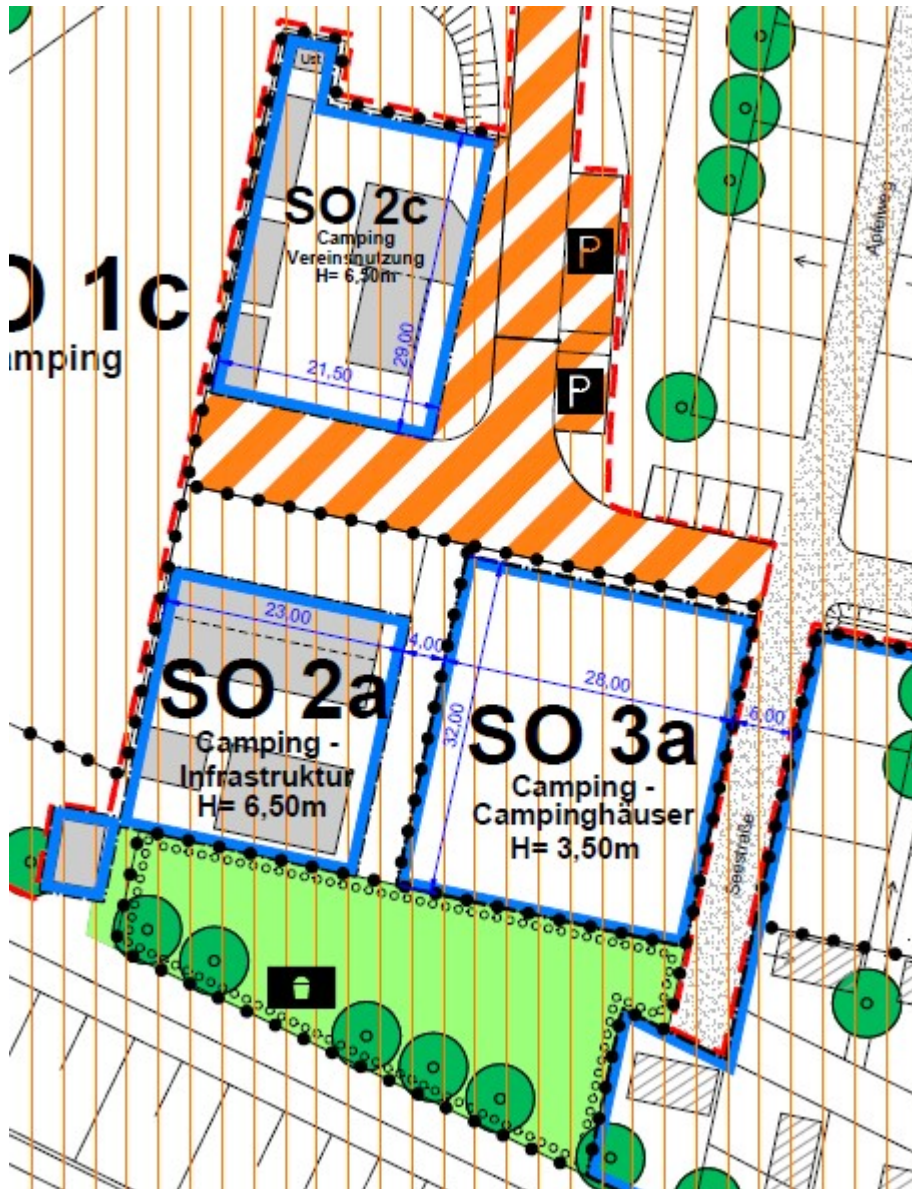 Ust
SO 2c
Camping
Vereinsnutzung
H= 6,50m
29,00
21,50
P
P
Apfelweg
1c
amping
23,00
4,00
SO 2a
Camping -
Infrastruktur
H= 6,50m
32,00
28,00
6,00
SO 3a
Camping -
Campinghäuser
H= 3,50m
Seestraße